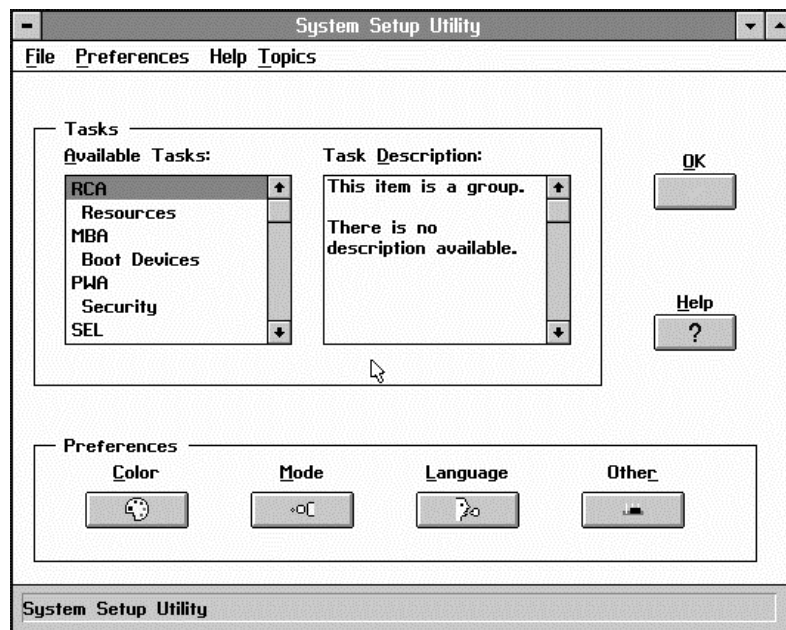 System Setup Utility
File Preferences Help Topics
Tasks
Available Tasks:
RCA
Resources
MBA
Boot Devices
PWA
Security
SEL
Task Description:
This item is a group.
There is no
description available.
OK
Help
?
Preferences
Color Mode Language Other
System Setup Utility